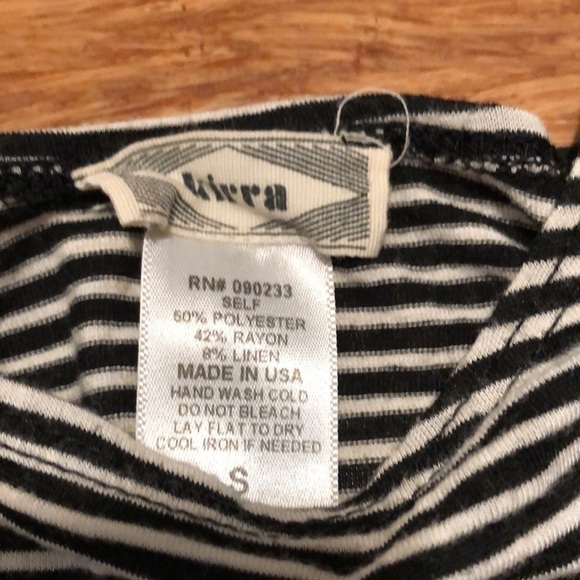 kirra
RN# 090233
SELF
50% POLYESTER
42% RAYON
8% LINEN
MADE IN USA
HAND WASH COLD
DO NOT BLEACH
LAY FLAT TO DRY
COOL IRON IF NEEDED
S